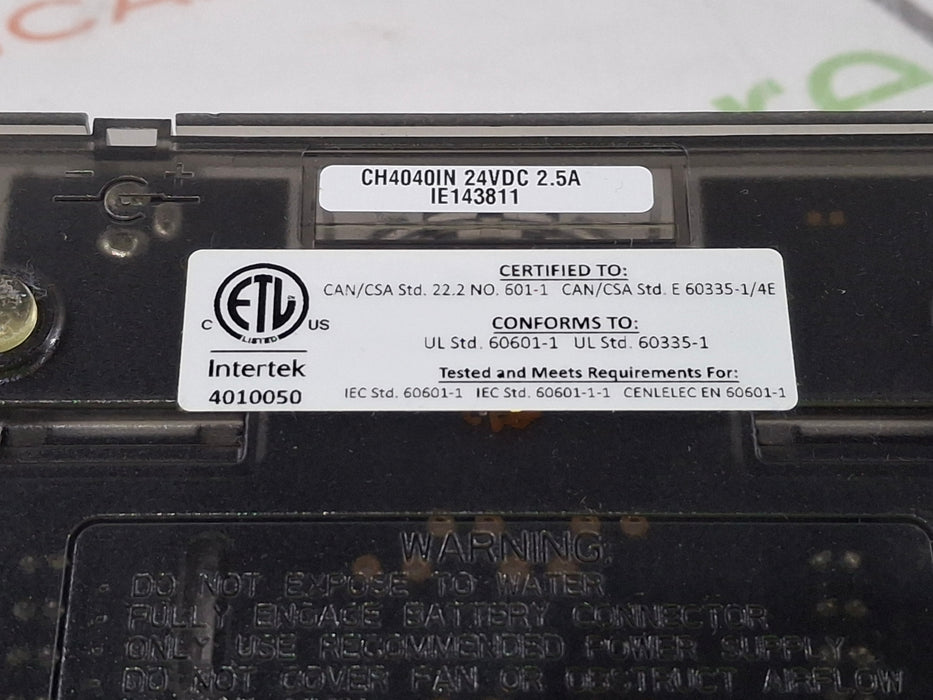 CH4040IN 24VDC 2.5A
IE143811
CERTIFIED TO:
CAN/CSA Std. 22.2 NO. 601-1 CAN/CSA Std. E 60335-1/4E
CONFORMS TO:
UL Std. 60601-1 UL Std. 60335-1
Tested and Meets Requirements For:
IEC Std. 60601-1 IEC Std. 60601-1-1 CENLELEC EN 60601-1
ETL
LISTED
C US
Intertek
4010050
WARNING:
- DO NOT EXPOSE TO WATER
- FULLY ENGAGE BATTERY CONNECTOR
- ONLY USE RECOMMENDED POWER SUPPLY
- DO NOT COVER FAN OR OBSTRUCT AIRFLOW